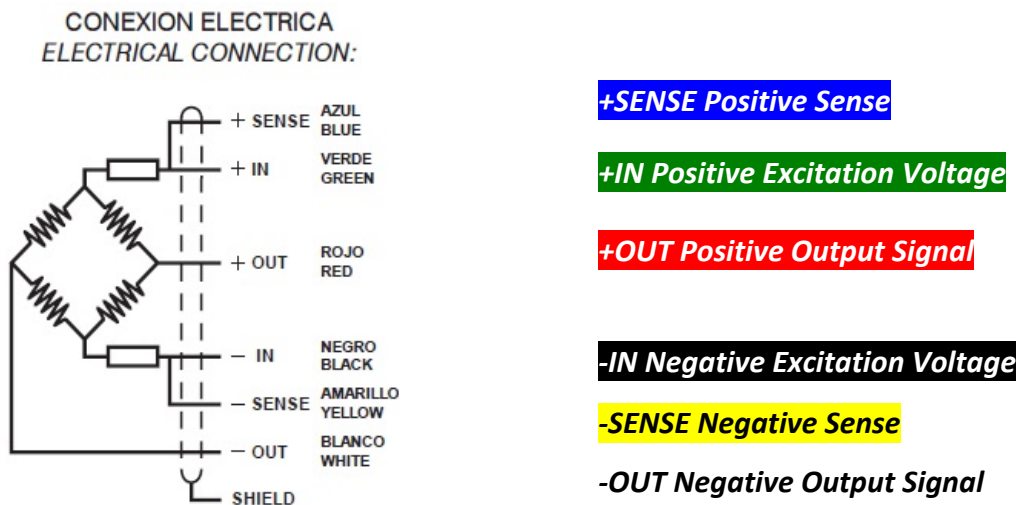 CONEXION ELECTRICA
ELECTRICAL CONNECTION:
+ SENSE
AZUL
BLUE
+ IN
VERDE
GREEN
+ OUT
ROJO
RED
− IN
NEGRO
BLACK
− SENSE
AMARILLO
YELLOW
− OUT
BLANCO
WHITE
SHIELD
+SENSE Positive Sense
+IN Positive Excitation Voltage
+OUT Positive Output Signal
-IN Negative Excitation Voltage
-SENSE Negative Sense
-OUT Negative Output Signal